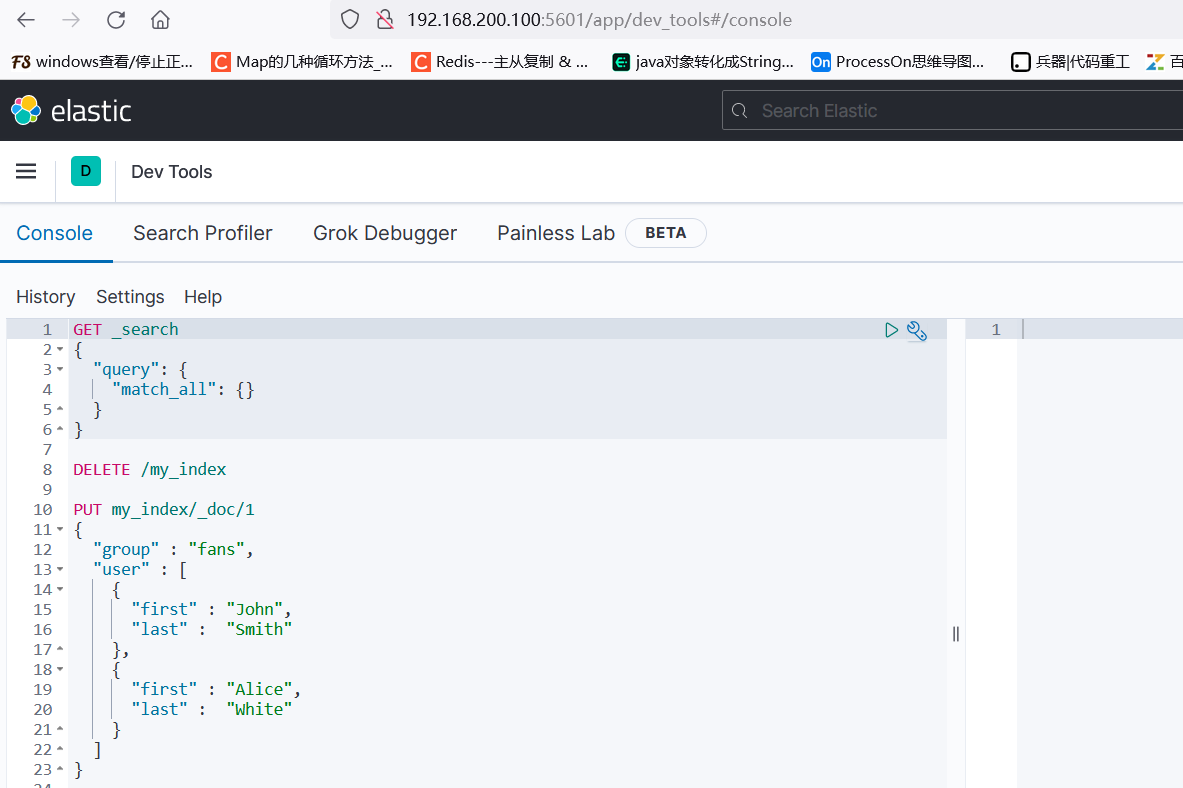 192.168.200.100:5601/app/dev_tools#/console
FS windows查看/停止正... C Map的几种循环方法_... C Redis---主从复制 & ... java对象转化成String... On ProcessOn思维导图... 兵器|代码重工 百
elastic Search Elastic
D Dev Tools
Console Search Profiler Grok Debugger Painless Lab BETA
History Settings Help
1 GET _search 1
2 {
3 "query": {
4 "match_all": {}
5 }
6 }
7
8 DELETE /my_index
9
10 PUT my_index/_doc/1
11 {
12 "group" : "fans",
13 "user" : [
14 {
15 "first" : "John",
16 "last" :  "Smith"
17 },
18 {
19 "first" : "Alice",
20 "last" :  "White"
21 }
22 ]
23 }
24